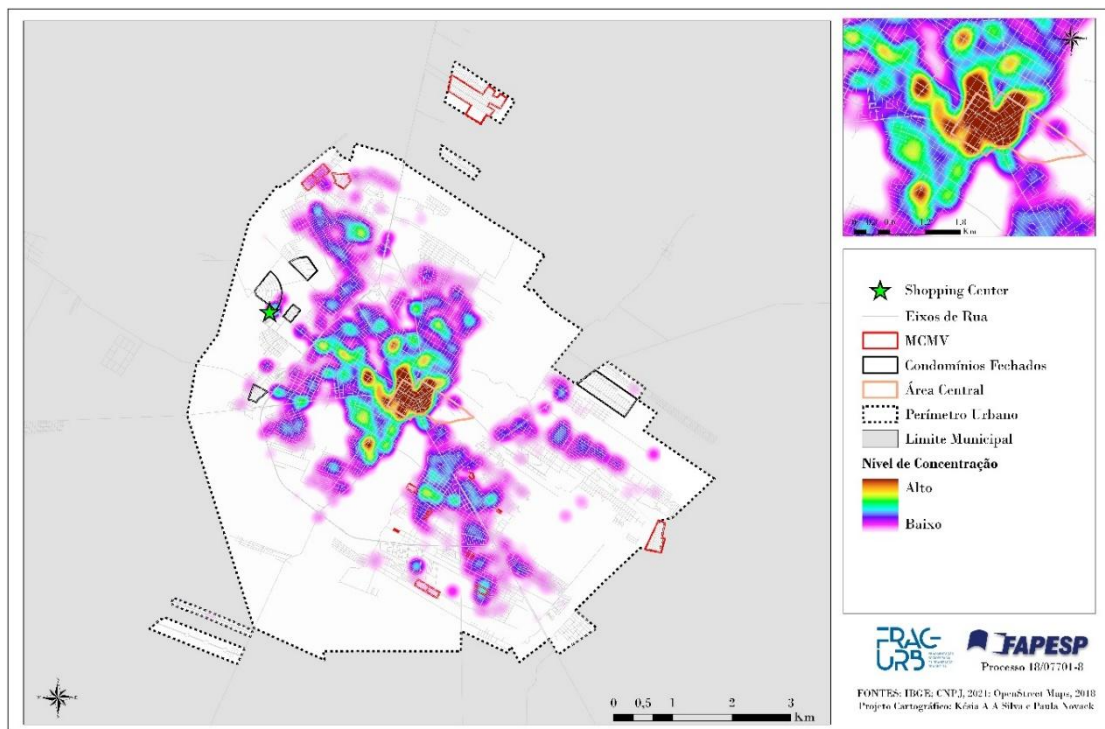 Km
Shopping Center
Eixos de Rua
MCMV
Condomínios Fechados
Área Central
Perímetro Urbano
Limite Municipal
Nível de Concentração
Alto
Baixo
0 0,5 1 2 3
Km
FRAC-
URB
FAPESP
Processo 18/07701-8
FONTES: IBGE; CNPJ, 2021; OpenStreet Maps, 2018
Projeto Cartográfico: Késia A A Silva e Paula Novack